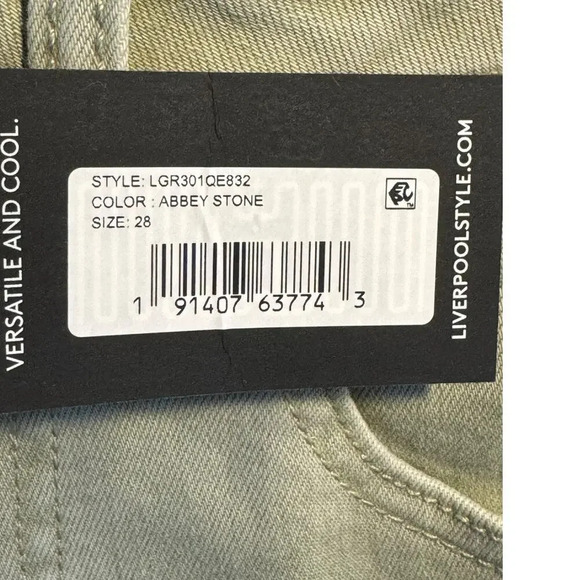 VERSATILE AND COOL.
STYLE: LGR301QE832
COLOR : ABBEY STONE
SIZE: 28
1 91407 63774 3
LIVERPOOLSTYLE.COM